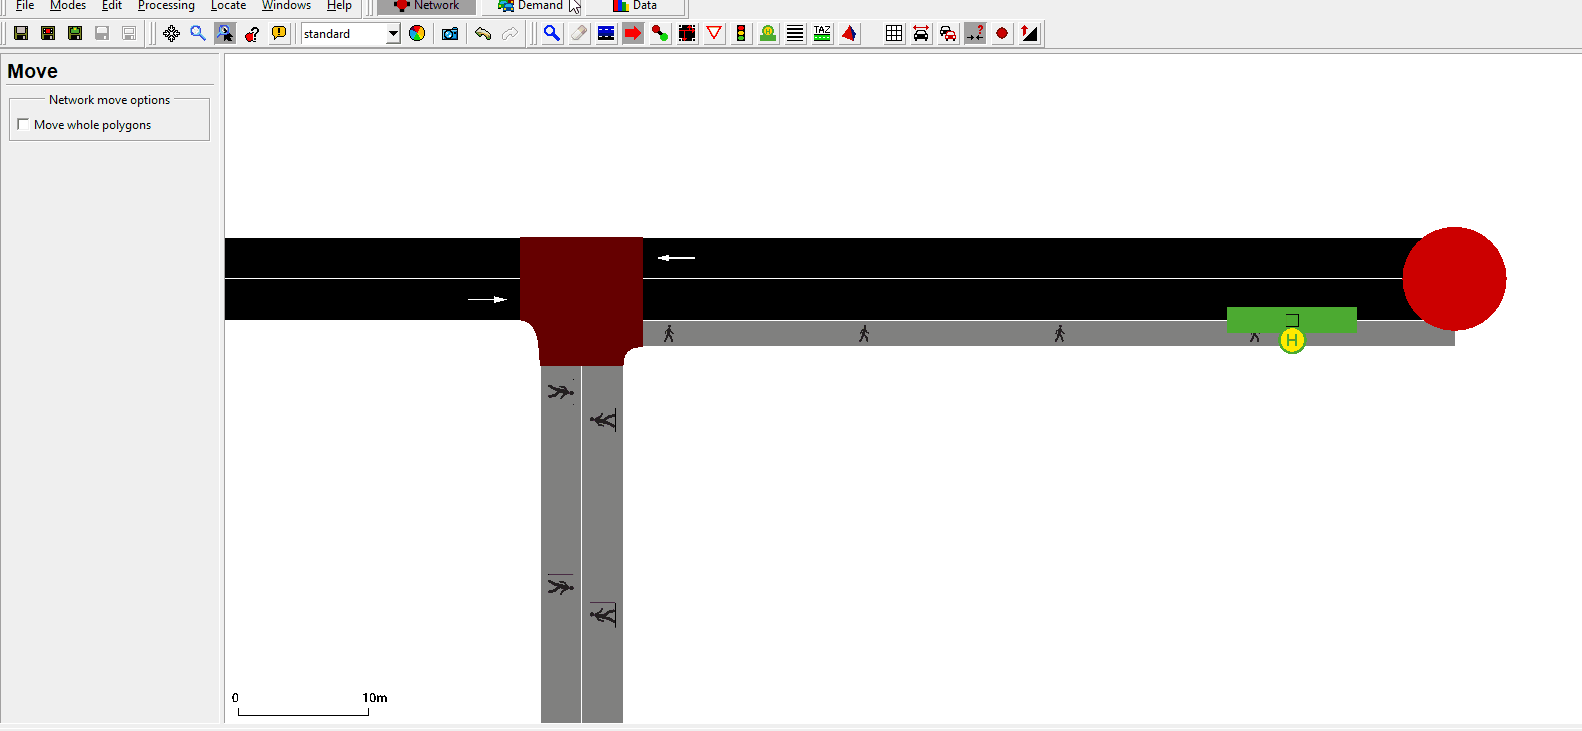 File Modes Edit Processing Locate Windows Help Network Demand Data
standard TAZ
Move
Network move options
Move whole polygons
H
0 10m